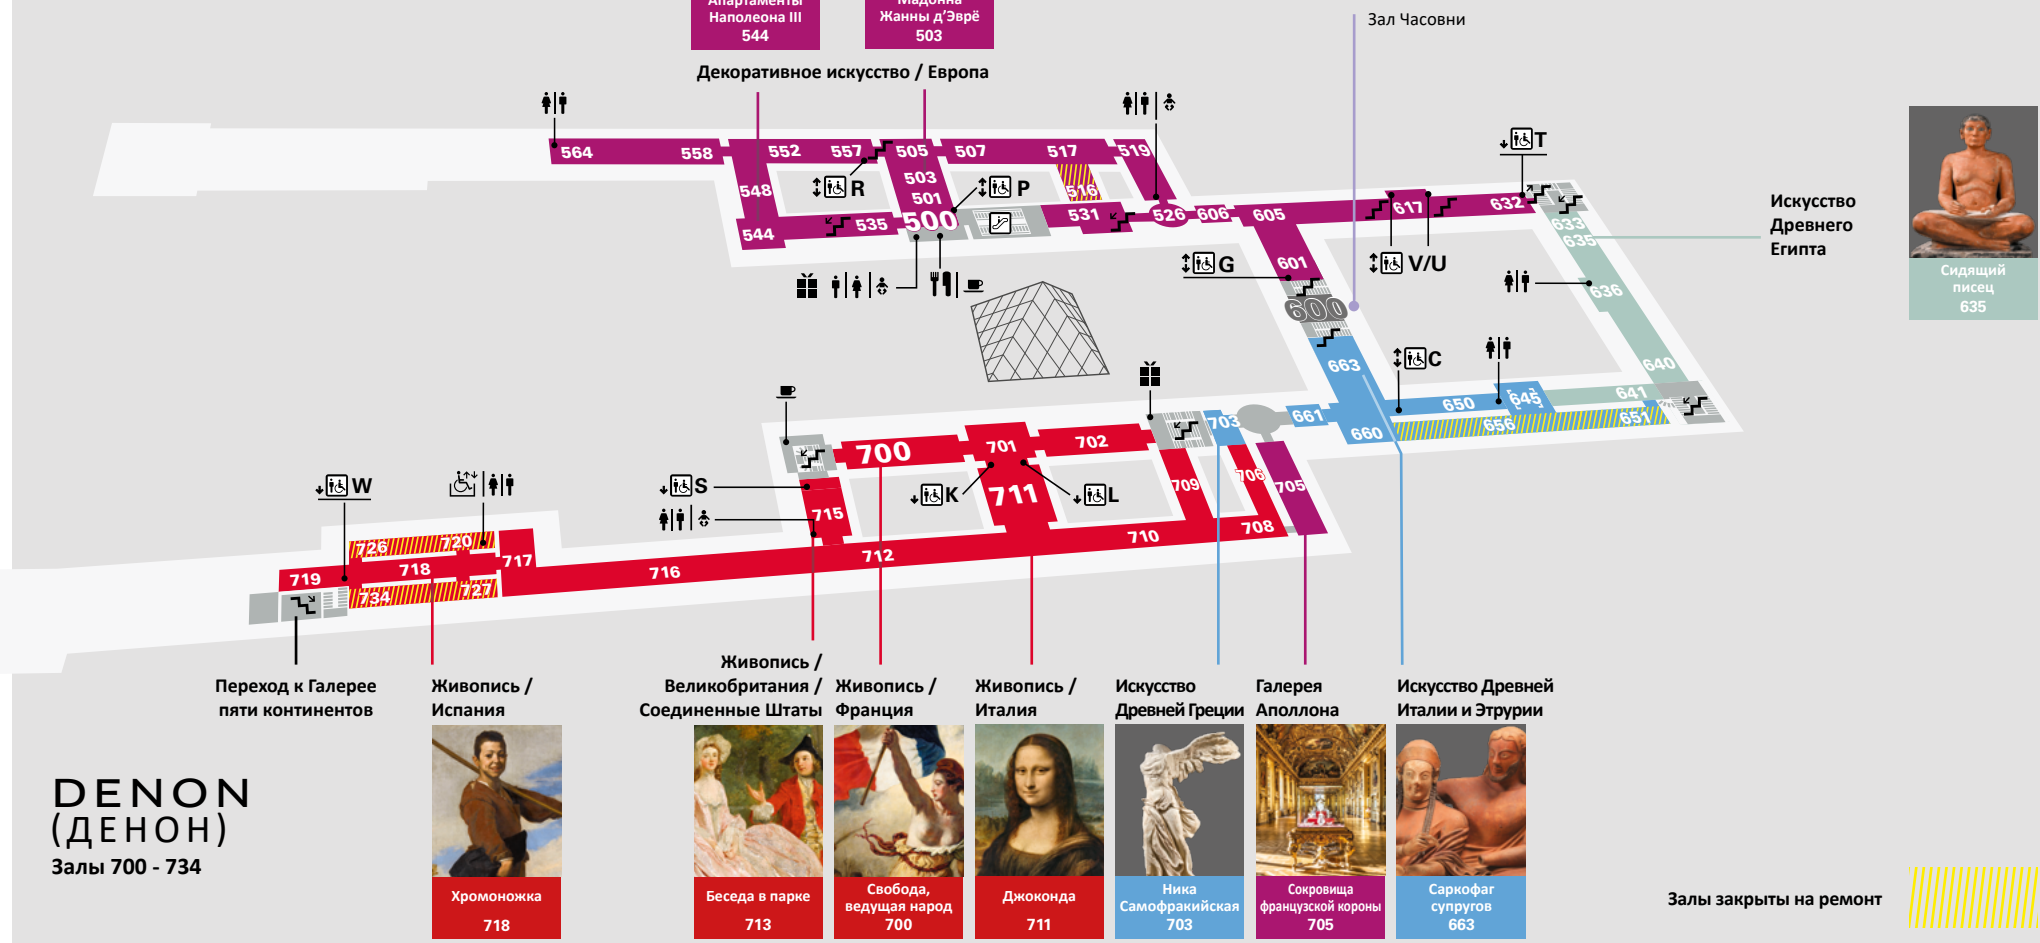 Апартаменты
Наполеона III
544
Мадонна
Жанны д'Эврё
503
Зал Часовни
Декоративное искусство / Европа
564
558
552
557
505
507
517
519
548
503
501
516
500
544
535
531
526
606
605
617
632
633
635
601
636
600
663
640
641
645
650
651
656
660
661
R
P
T
G
V/U
C
Искусство
Древнего
Египта
Сидящий
писец
635
700
701
702
703
711
709
706
705
708
710
712
715
716
717
718
719
720
726
727
734
W
S
K
L
Переход к Галерее
пяти континентов
Живопись /
Испания
Живопись /
Великобритания /
Соединенные Штаты
Живопись /
Франция
Живопись /
Италия
Искусство
Древней Греции
Галерея
Аполлона
Искусство Древней
Италии и Этрурии
DENON
(ДЕНОН)
Залы 700 - 734
Хромоножка
718
Беседа в парке
713
Свобода,
ведущая народ
700
Джоконда
711
Ника
Самофракийская
703
Сокровища
французской короны
705
Саркофаг
супругов
663
Залы закрыты на ремонт